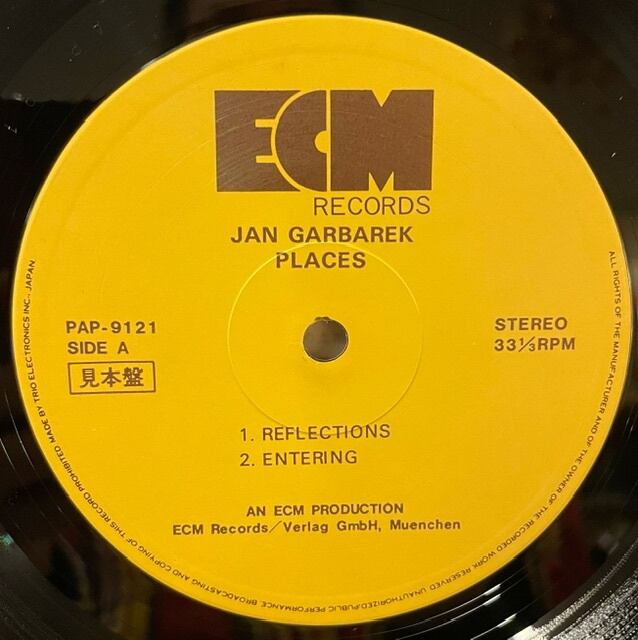 ECM
RECORDS
JAN GARBAREK
PLACES
PAP-9121
SIDE A
見本盤
STEREO
33⅓RPM
1. REFLECTIONS
2. ENTERING
AN ECM PRODUCTION
ECM Records/Verlag GmbH, Muenchen
ALL RIGHTS OF THE MANUFACTURER AND OF THE OWNER OF THE RECORDED WORK RESERVED UNAUTHORIZED PUBLIC PERFORMANCE BROADCASTING AND COPYING OF THIS RECORD PROHIBITED MADE BY TRIO ELECTRONICS INC., JAPAN